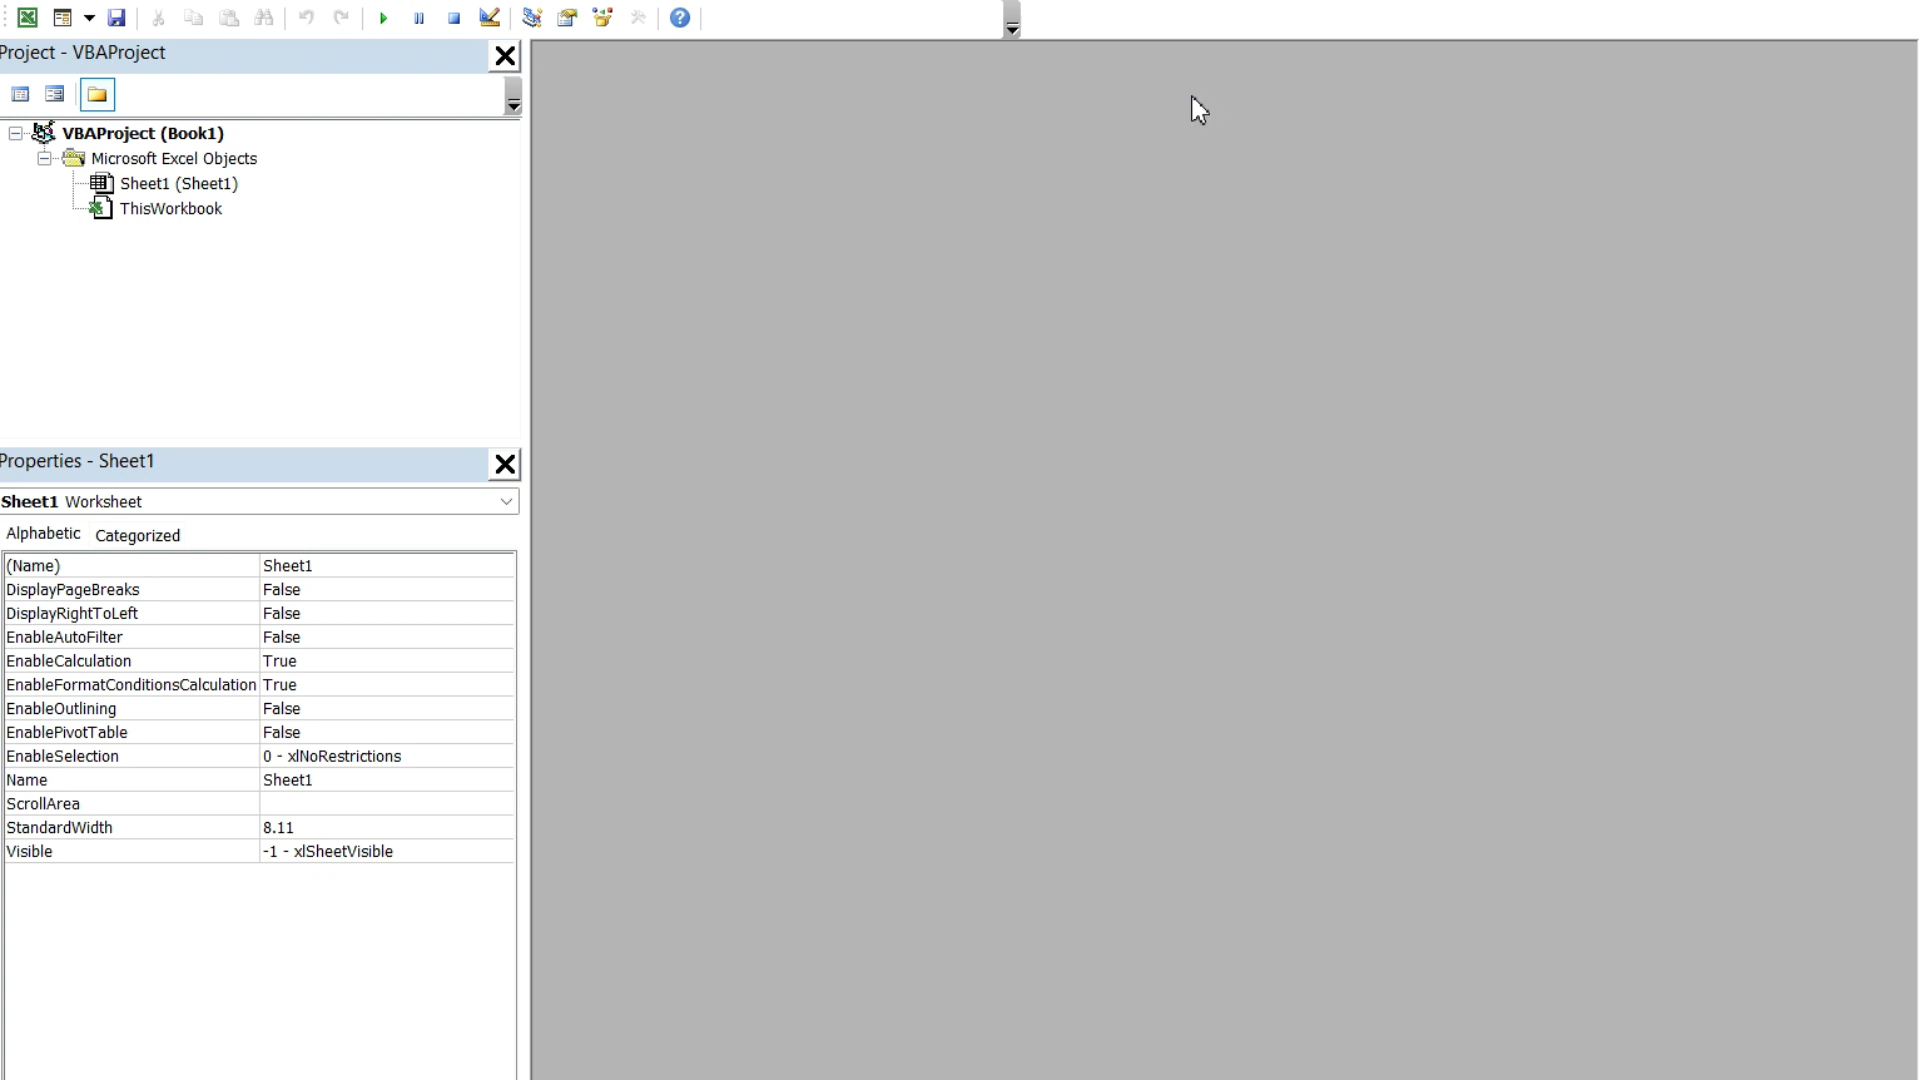 Project - VBAProject
VBAProject (Book1)
Microsoft Excel Objects
Sheet1 (Sheet1)
ThisWorkbook
Properties - Sheet1
Sheet1 Worksheet
Alphabetic Categorized
(Name) Sheet1
DisplayPageBreaks False
DisplayRightToLeft False
EnableAutoFilter False
EnableCalculation True
EnableFormatConditionsCalculation True
EnableOutlining False
EnablePivotTable False
EnableSelection 0 - xlNoRestrictions
Name Sheet1
ScrollArea
StandardWidth 8.11
Visible -1 - xlSheetVisible